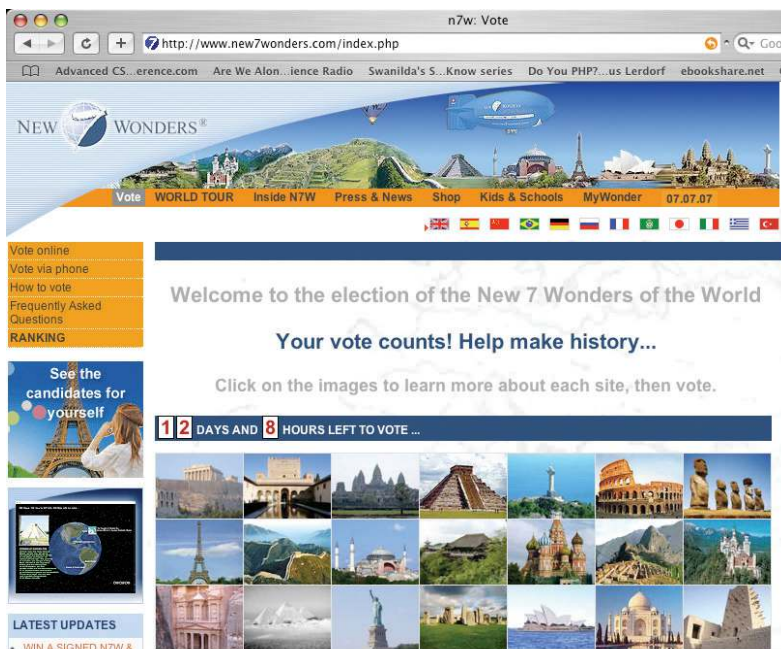 n7w: Vote
http://www.new7wonders.com/index.php
Goo
Advanced CS...erence.com Are We Alon...ience Radio Swanilda's S...Know series Do You PHP?...us Lerdorf ebookshare.net
NEW WONDERS®
Vote WORLD TOUR Inside N7W Press & News Shop Kids & Schools MyWonder 07.07.07
Vote online
Vote via phone
How to vote
Frequently Asked
Questions
RANKING
See the
candidates for
yourself
LATEST UPDATES
WIN A SIGNED N7W &
Welcome to the election of the New 7 Wonders of the World
Your vote counts! Help make history...
Click on the images to learn more about each site, then vote.
12 DAYS AND 8 HOURS LEFT TO VOTE ...